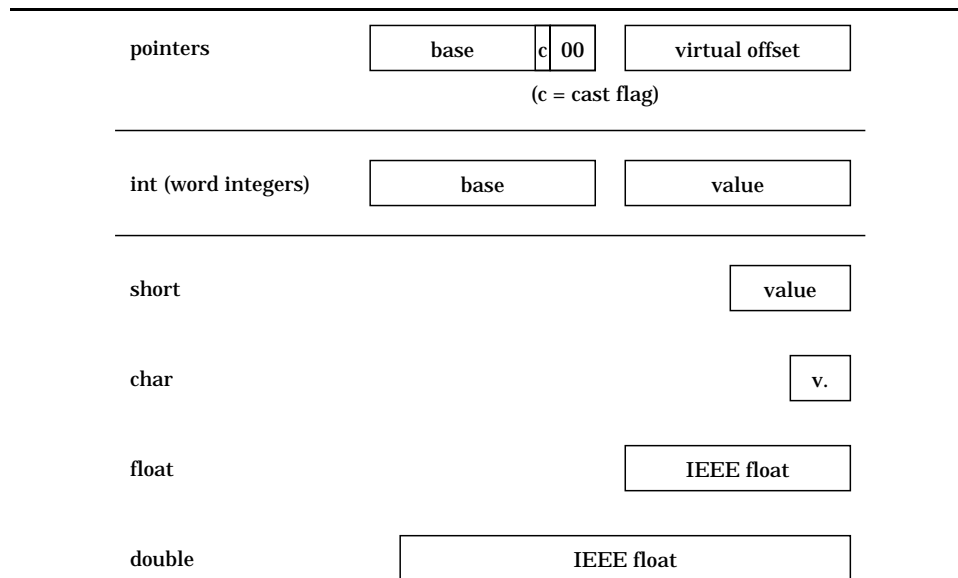 pointers base c 00 virtual offset
(c = cast flag)
int (word integers) base value
short value
char v.
float IEEE float
double IEEE float